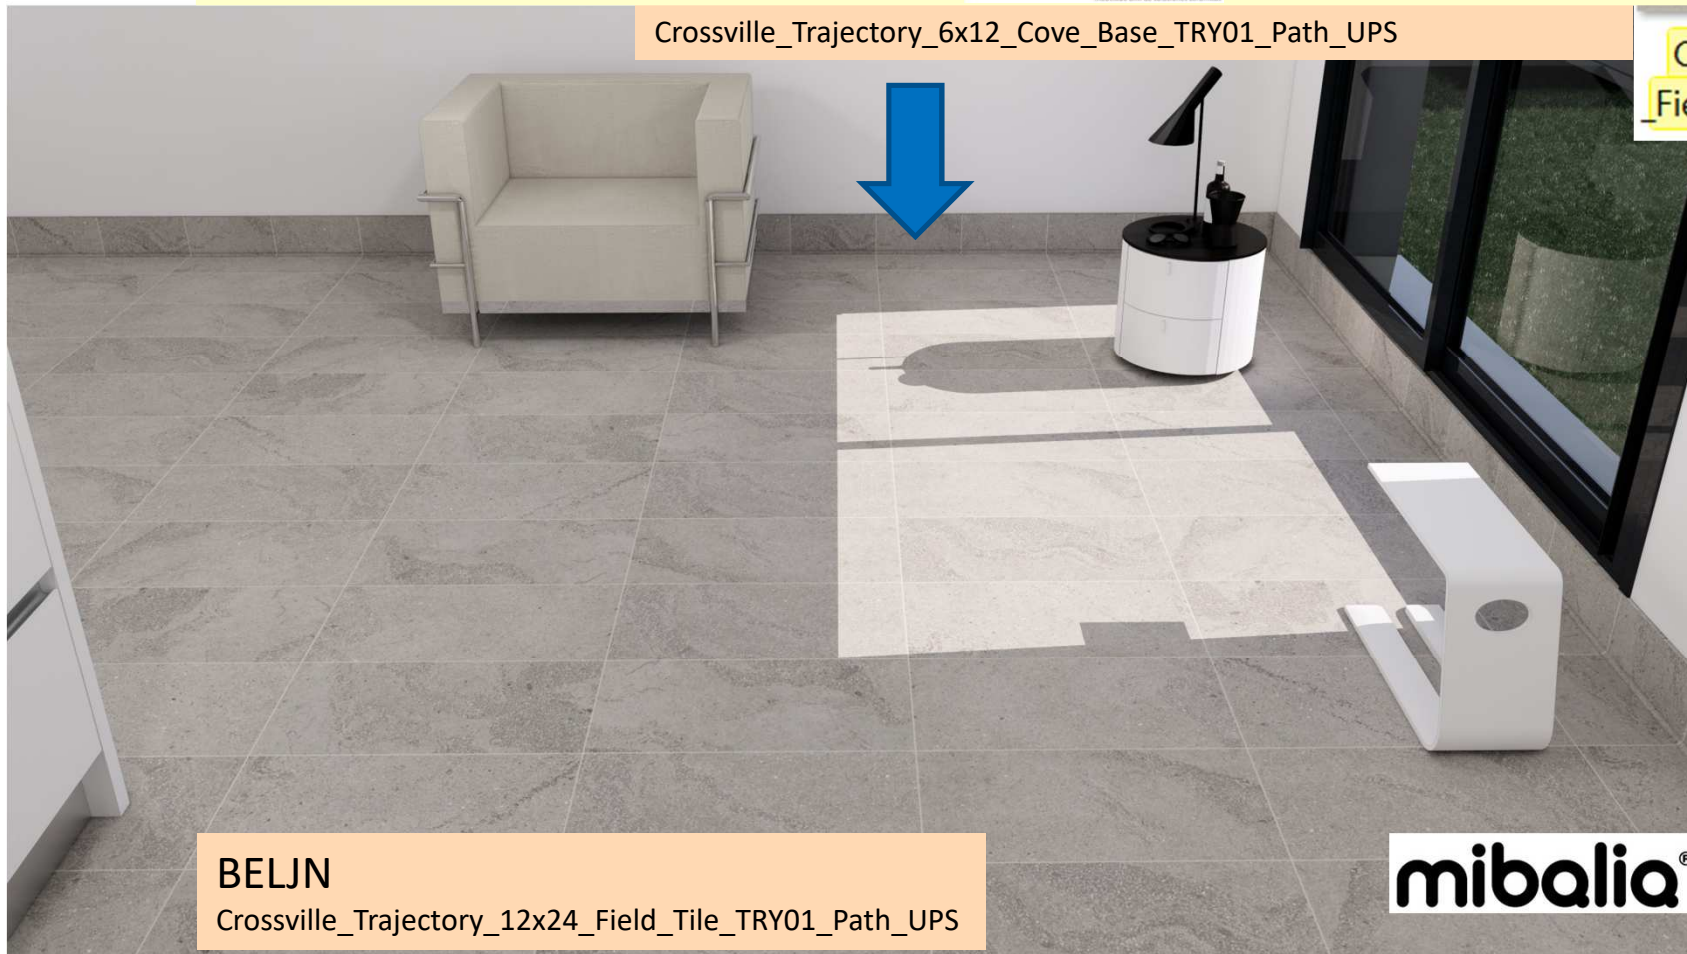 Crossville_Trajectory_6x12_Cove_Base_TRY01_Path_UPS
BELJN
Crossville_Trajectory_12x24_Field_Tile_TRY01_Path_UPS
mibalia®